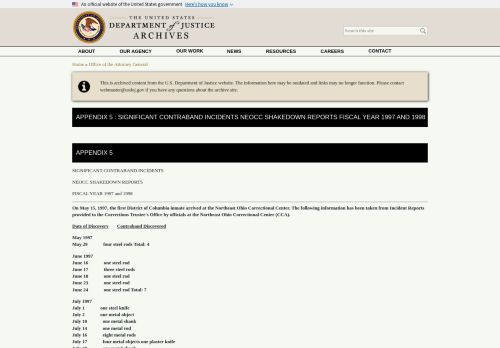 An official website of the United States government Here's how you know
THE UNITED STATES
DEPARTMENT of JUSTICE
ARCHIVES
Search this site
ABOUT OUR AGENCY OUR WORK NEWS RESOURCES CAREERS CONTACT
Home » Office of the Attorney General
This is archived content from the U.S. Department of Justice website. The information here may be outdated and links may no longer function. Please contact
webmaster@usdoj.gov if you have any questions about the archive site.
APPENDIX 5 : SIGNIFICANT CONTRABAND INCIDENTS NEOCC SHAKEDOWN REPORTS FISCAL YEAR 1997 AND 1998
APPENDIX 5
SIGNIFICANT CONTRABAND INCIDENTS
NEOCC SHAKEDOWN REPORTS
FISCAL YEAR 1997 and 1998
On May 15, 1997, the first District of Columbia inmate arrived at the Northeast Ohio Correctional Center. The following information has been taken from Incident Reports
provided to the Corrections Trustee's Office by officials at the Northeast Ohio Correctional Center (CCA).
Date of Discovery Contraband Discovered
May 1997
May 29 four steel rods Total: 4
June 1997
June 16 one steel rod
June 17 three steel rods
June 18 one steel rod
June 23 one steel rod
June 24 one steel rod Total: 7
July 1997
July 1 one steel knife
July 2 one metal object
July 10 one metal shank
July 14 one metal rod
July 16 eight metal rods
July 17 four metal objects one plaster knife